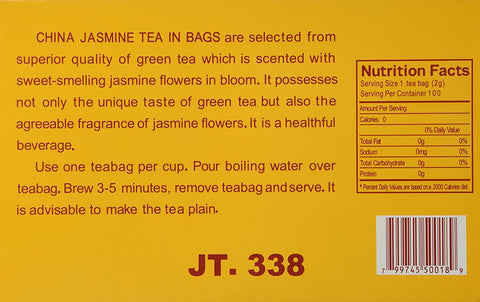 CHINA JASMINE TEA IN BAGS are selected from
superior quality of green tea which is scented with
sweet-smelling jasmine flowers in bloom. It possesses
not only the unique taste of green tea but also the
agreeable fragrance of jasmine flowers. It is a healthful
beverage.
Use one teabag per cup. Pour boiling water over
teabag. Brew 3-5 minutes, remove teabag and serve. It
is advisable to make the tea plain.
JT. 338
Nutrition Facts
Serving Size 1 tea bag (2g)
Serving Per Container 100
Amount Per Serving
Calories 0
0% Daily Value
Total Fat 0g 0%
Sodium 0mg 0%
Total Carbohydrate 0g 0%
Protein 0g
* Percent Daily Values are based on a 2000 Calories diet.
7 99745 50018 9